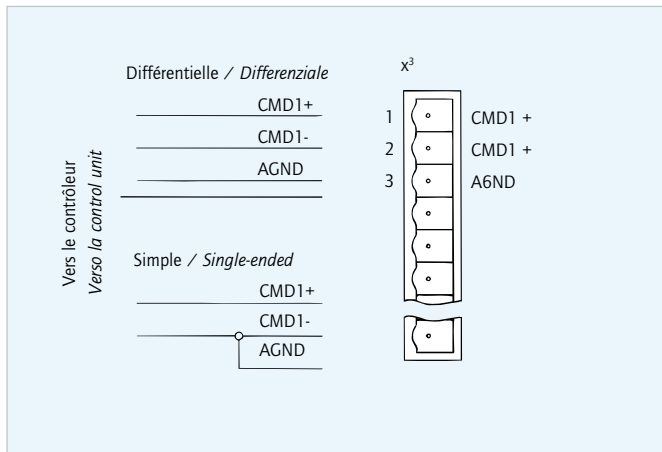 Différentielle / Differenziale
CMD1+
CMD1-
AGND
Vers le contrôleur
Verso la control unit
Simple / Single-ended
CMD1+
CMD1-
AGND
x³
1 CMD1 +
2 CMD1 +
3 A6ND